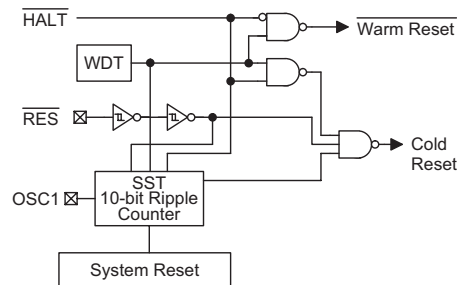 HALT
Warm Reset
WDT
RES
Cold
Reset
OSC1
SST
10-bit Ripple
Counter
System Reset